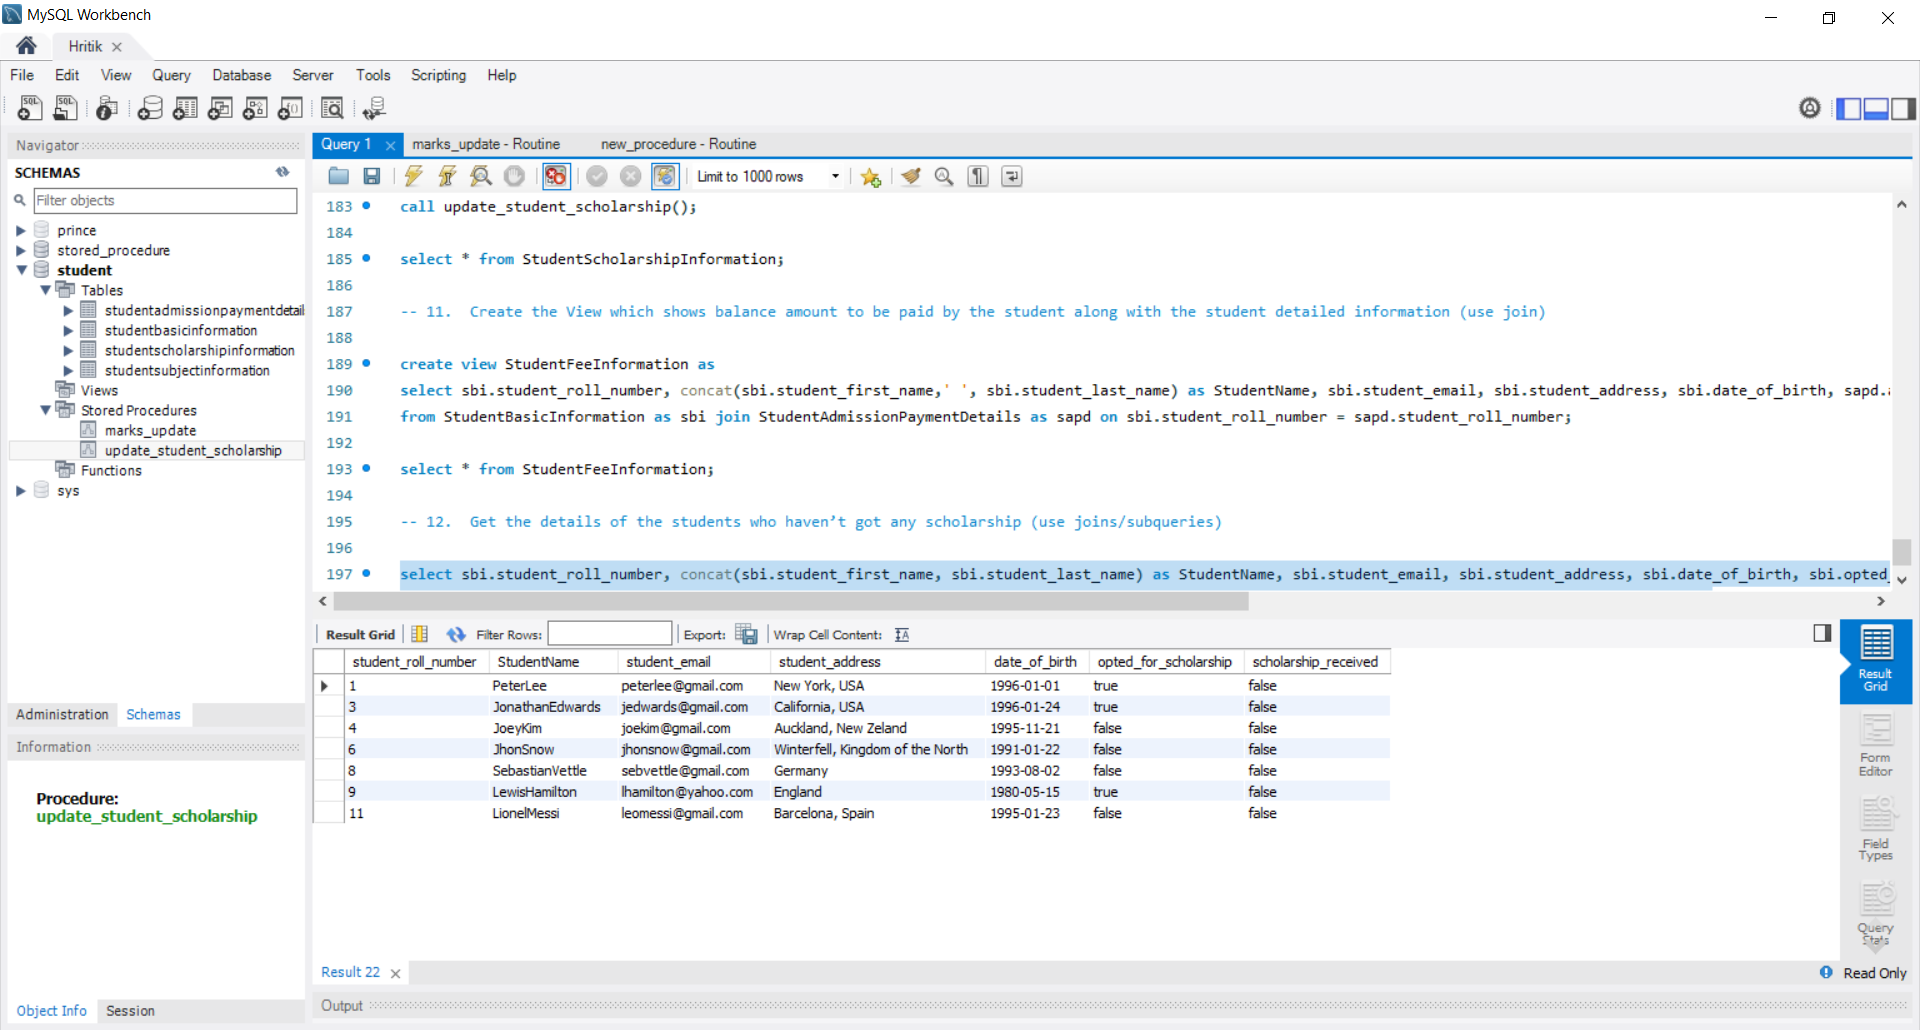 MySQL Workbench
Hritik
File Edit View Query Database Server Tools Scripting Help
Navigator
SCHEMAS
Filter objects
prince
stored_procedure
student
Tables
studentadmissionpaymentdetail
studentbasicinformation
studentscholarshipinformation
studentsubjectinformation
Views
Stored Procedures
marks_update
update_student_scholarship
Functions
sys
Administration Schemas
Information
Procedure:
update_student_scholarship
Object Info Session
Query 1 marks_update - Routine new_procedure - Routine
Limit to 1000 rows
183 call update_student_scholarship();
184
185 select * from StudentScholarshipInformation;
186
187 -- 11. Create the View which shows balance amount to be paid by the student along with the student detailed information (use join)
188
189 create view StudentFeeInformation as
190 select sbi.student_roll_number, concat(sbi.student_first_name,' ', sbi.student_last_name) as StudentName, sbi.student_email, sbi.student_address, sbi.date_of_birth, sapd.
191 from StudentBasicInformation as sbi join StudentAdmissionPaymentDetails as sapd on sbi.student_roll_number = sapd.student_roll_number;
192
193 select * from StudentFeeInformation;
194
195 -- 12. Get the details of the students who haven’t got any scholarship (use joins/subqueries)
196
197 select sbi.student_roll_number, concat(sbi.student_first_name, sbi.student_last_name) as StudentName, sbi.student_email, sbi.student_address, sbi.date_of_birth, sbi.opted_
Result Grid Filter Rows: Export: Wrap Cell Content:
student_roll_number StudentName student_email student_address date_of_birth opted_for_scholarship scholarship_received
1 PeterLee peterlee@gmail.com New York, USA 1996-01-01 true false
3 JonathanEdwards jedwards@gmail.com California, USA 1996-01-24 true false
4 JoeyKim joekim@gmail.com Auckland, New Zeland 1995-11-21 false false
6 JhonSnow jhonsnow@gmail.com Winterfell, Kingdom of the North 1991-01-22 false false
8 SebastianVettle sebvettle@gmail.com Germany 1993-08-02 false false
9 LewisHamilton lhamilton@yahoo.com England 1980-05-15 true false
11 LionelMessi leomessi@gmail.com Barcelona, Spain 1995-01-23 false false
Result
Grid
Form
Editor
Field
Types
Query
Stats
Result 22
Read Only
Output